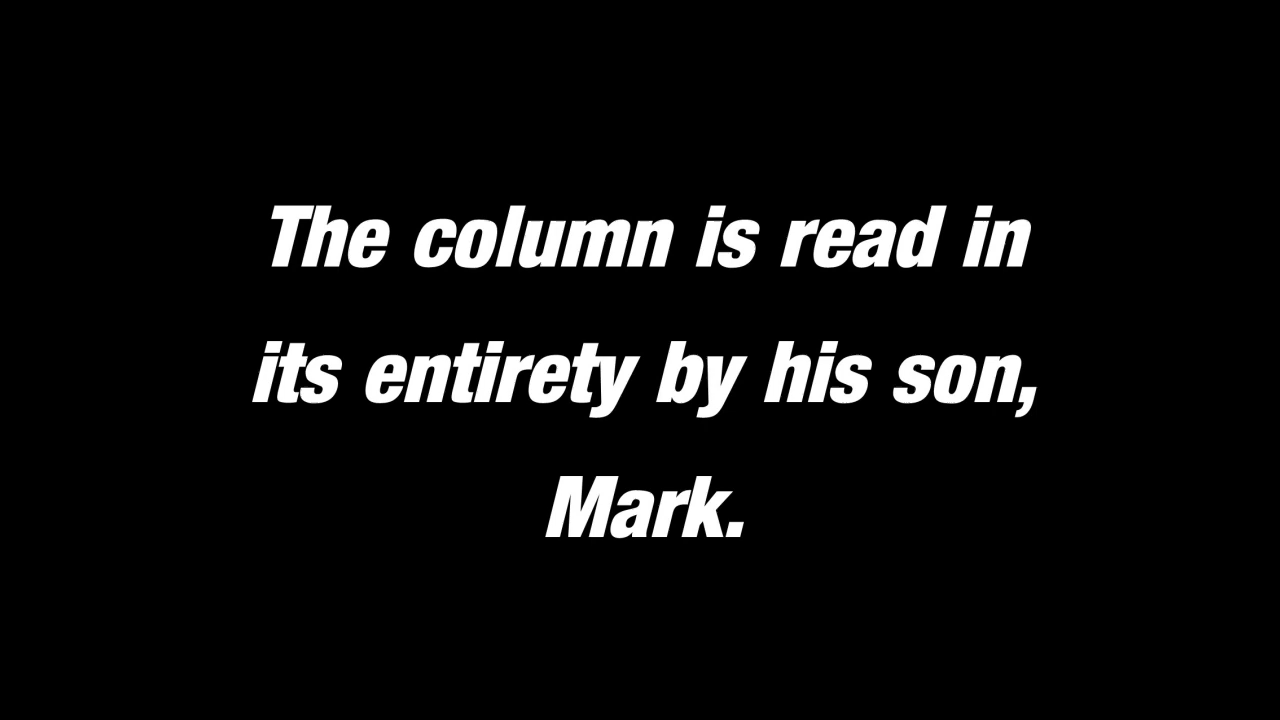 The column is read in
its entirety by his son,
Mark.